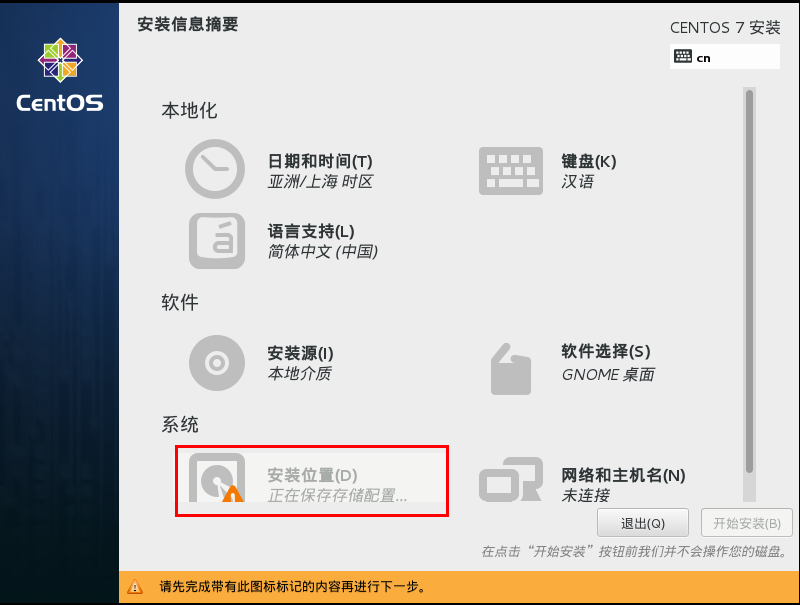 安装信息摘要
CENTOS 7 安装
cn
CentOS
本地化
日期和时间(T)
亚洲/上海 时区
键盘(K)
汉语
语言支持(L)
简体中文 (中国)
软件
安装源(I)
本地介质
软件选择(S)
GNOME 桌面
系统
安装位置(D)
正在保存存储配置...
网络和主机名(N)
未连接
退出(Q)
开始安装(B)
在点击“开始安装”按钮前我们并不会操作您的磁盘。
请先完成带有此图标标记的内容再进行下一步。